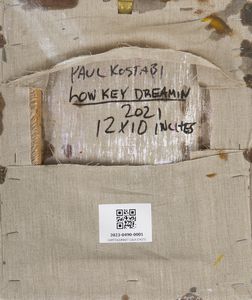 PAUL KOSTABI
LOW KEY DREAMIN
2021
12X10 INCHES
2023-0490-0001